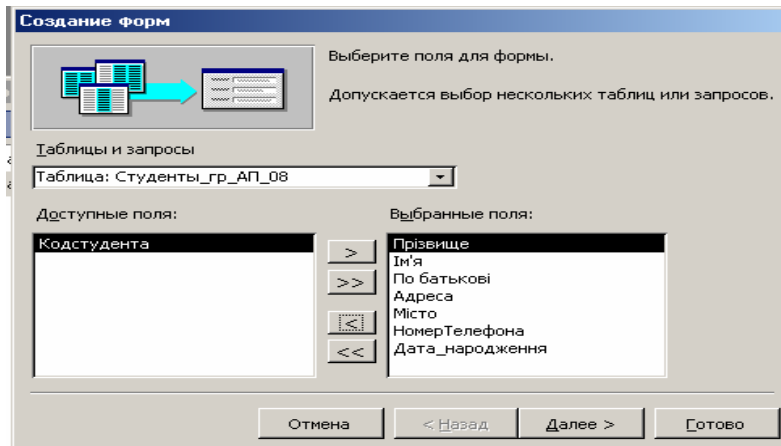 Создание форм
Выберите поля для формы.
Допускается выбор нескольких таблиц или запросов.
Таблицы и запросы
Таблица: Студенты_гр_АП_08
Доступные поля:
Выбранные поля:
Кодстудента
>
>>
<
<<
Прізвище
Ім'я
По батькові
Адреса
Місто
НомерТелефона
Дата_народження
Отмена
< Назад
Далее >
Готово